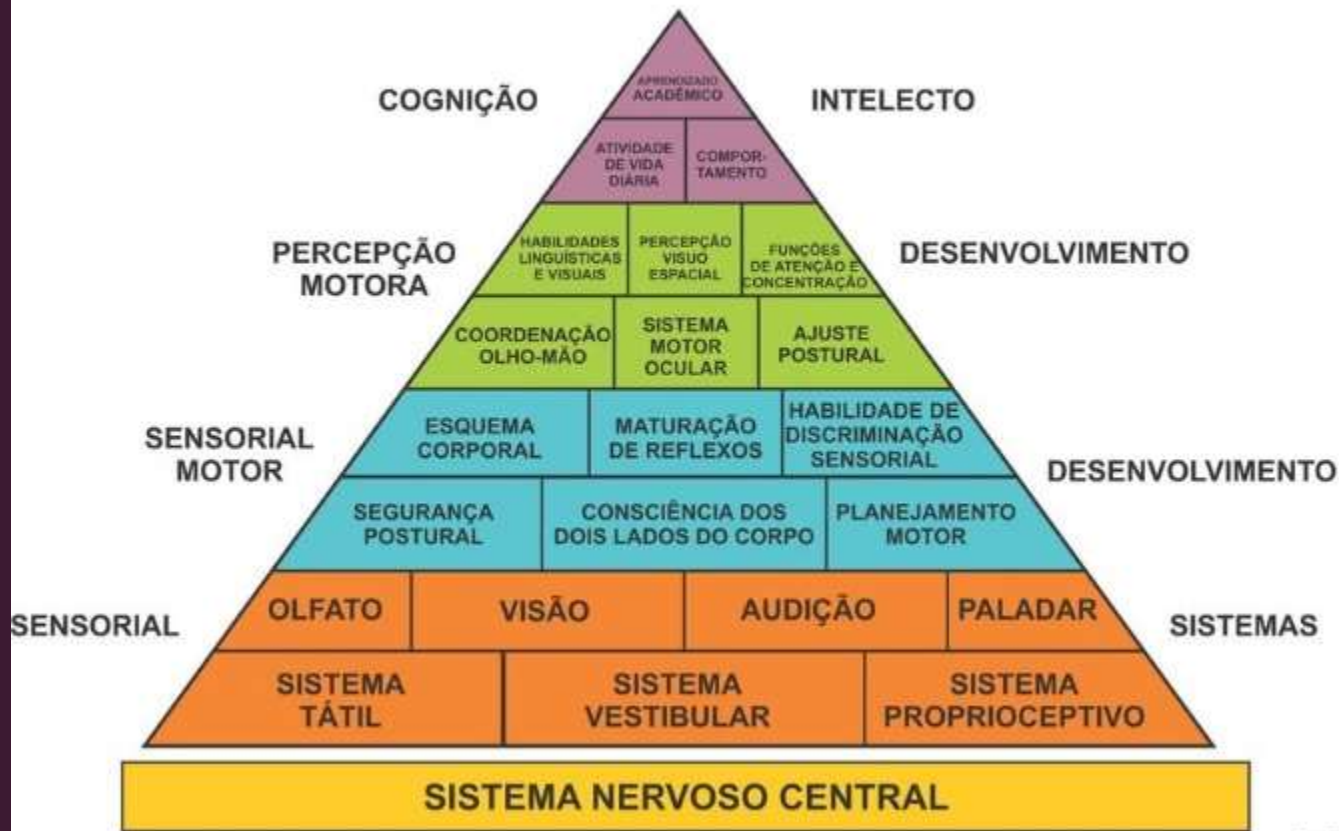 APRENDIZADO
ACADÊMICO
COGNIÇÃO
INTELECTO
ATIVIDADE
DE VIDA
DIÁRIA
COMPOR-
TAMENTO
PERCEPÇÃO
MOTORA
HABILIDADES
LINGUÍSTICAS
E VISUAIS
PERCEPÇÃO
VISUO
ESPACIAL
FUNÇÕES
DE ATENÇÃO E
CONCENTRAÇÃO
DESENVOLVIMENTO
COORDENAÇÃO
OLHO-MÃO
SISTEMA
MOTOR
OCULAR
AJUSTE
POSTURAL
SENSORIAL
MOTOR
ESQUEMA
CORPORAL
MATURAÇÃO
DE REFLEXOS
HABILIDADE DE
DISCRIMINAÇÃO
SENSORIAL
DESENVOLVIMENTO
SEGURANÇA
POSTURAL
CONSCIÊNCIA DOS
DOIS LADOS DO CORPO
PLANEJAMENTO
MOTOR
SENSORIAL
OLFATO
VISÃO
AUDIÇÃO
PALADAR
SISTEMAS
SISTEMA
TÁTIL
SISTEMA
VESTIBULAR
SISTEMA
PROPRIOCEPTIVO
SISTEMA NERVOSO CENTRAL